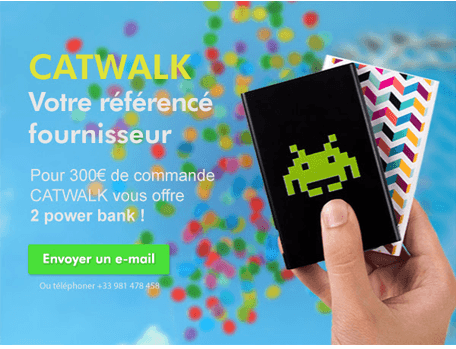 CATWALK
Votre référencé
fournisseur
Pour 300€ de commande
CATWALK vous offre
2 power bank !
Envoyer un e-mail
Ou téléphoner +33 981 478 458